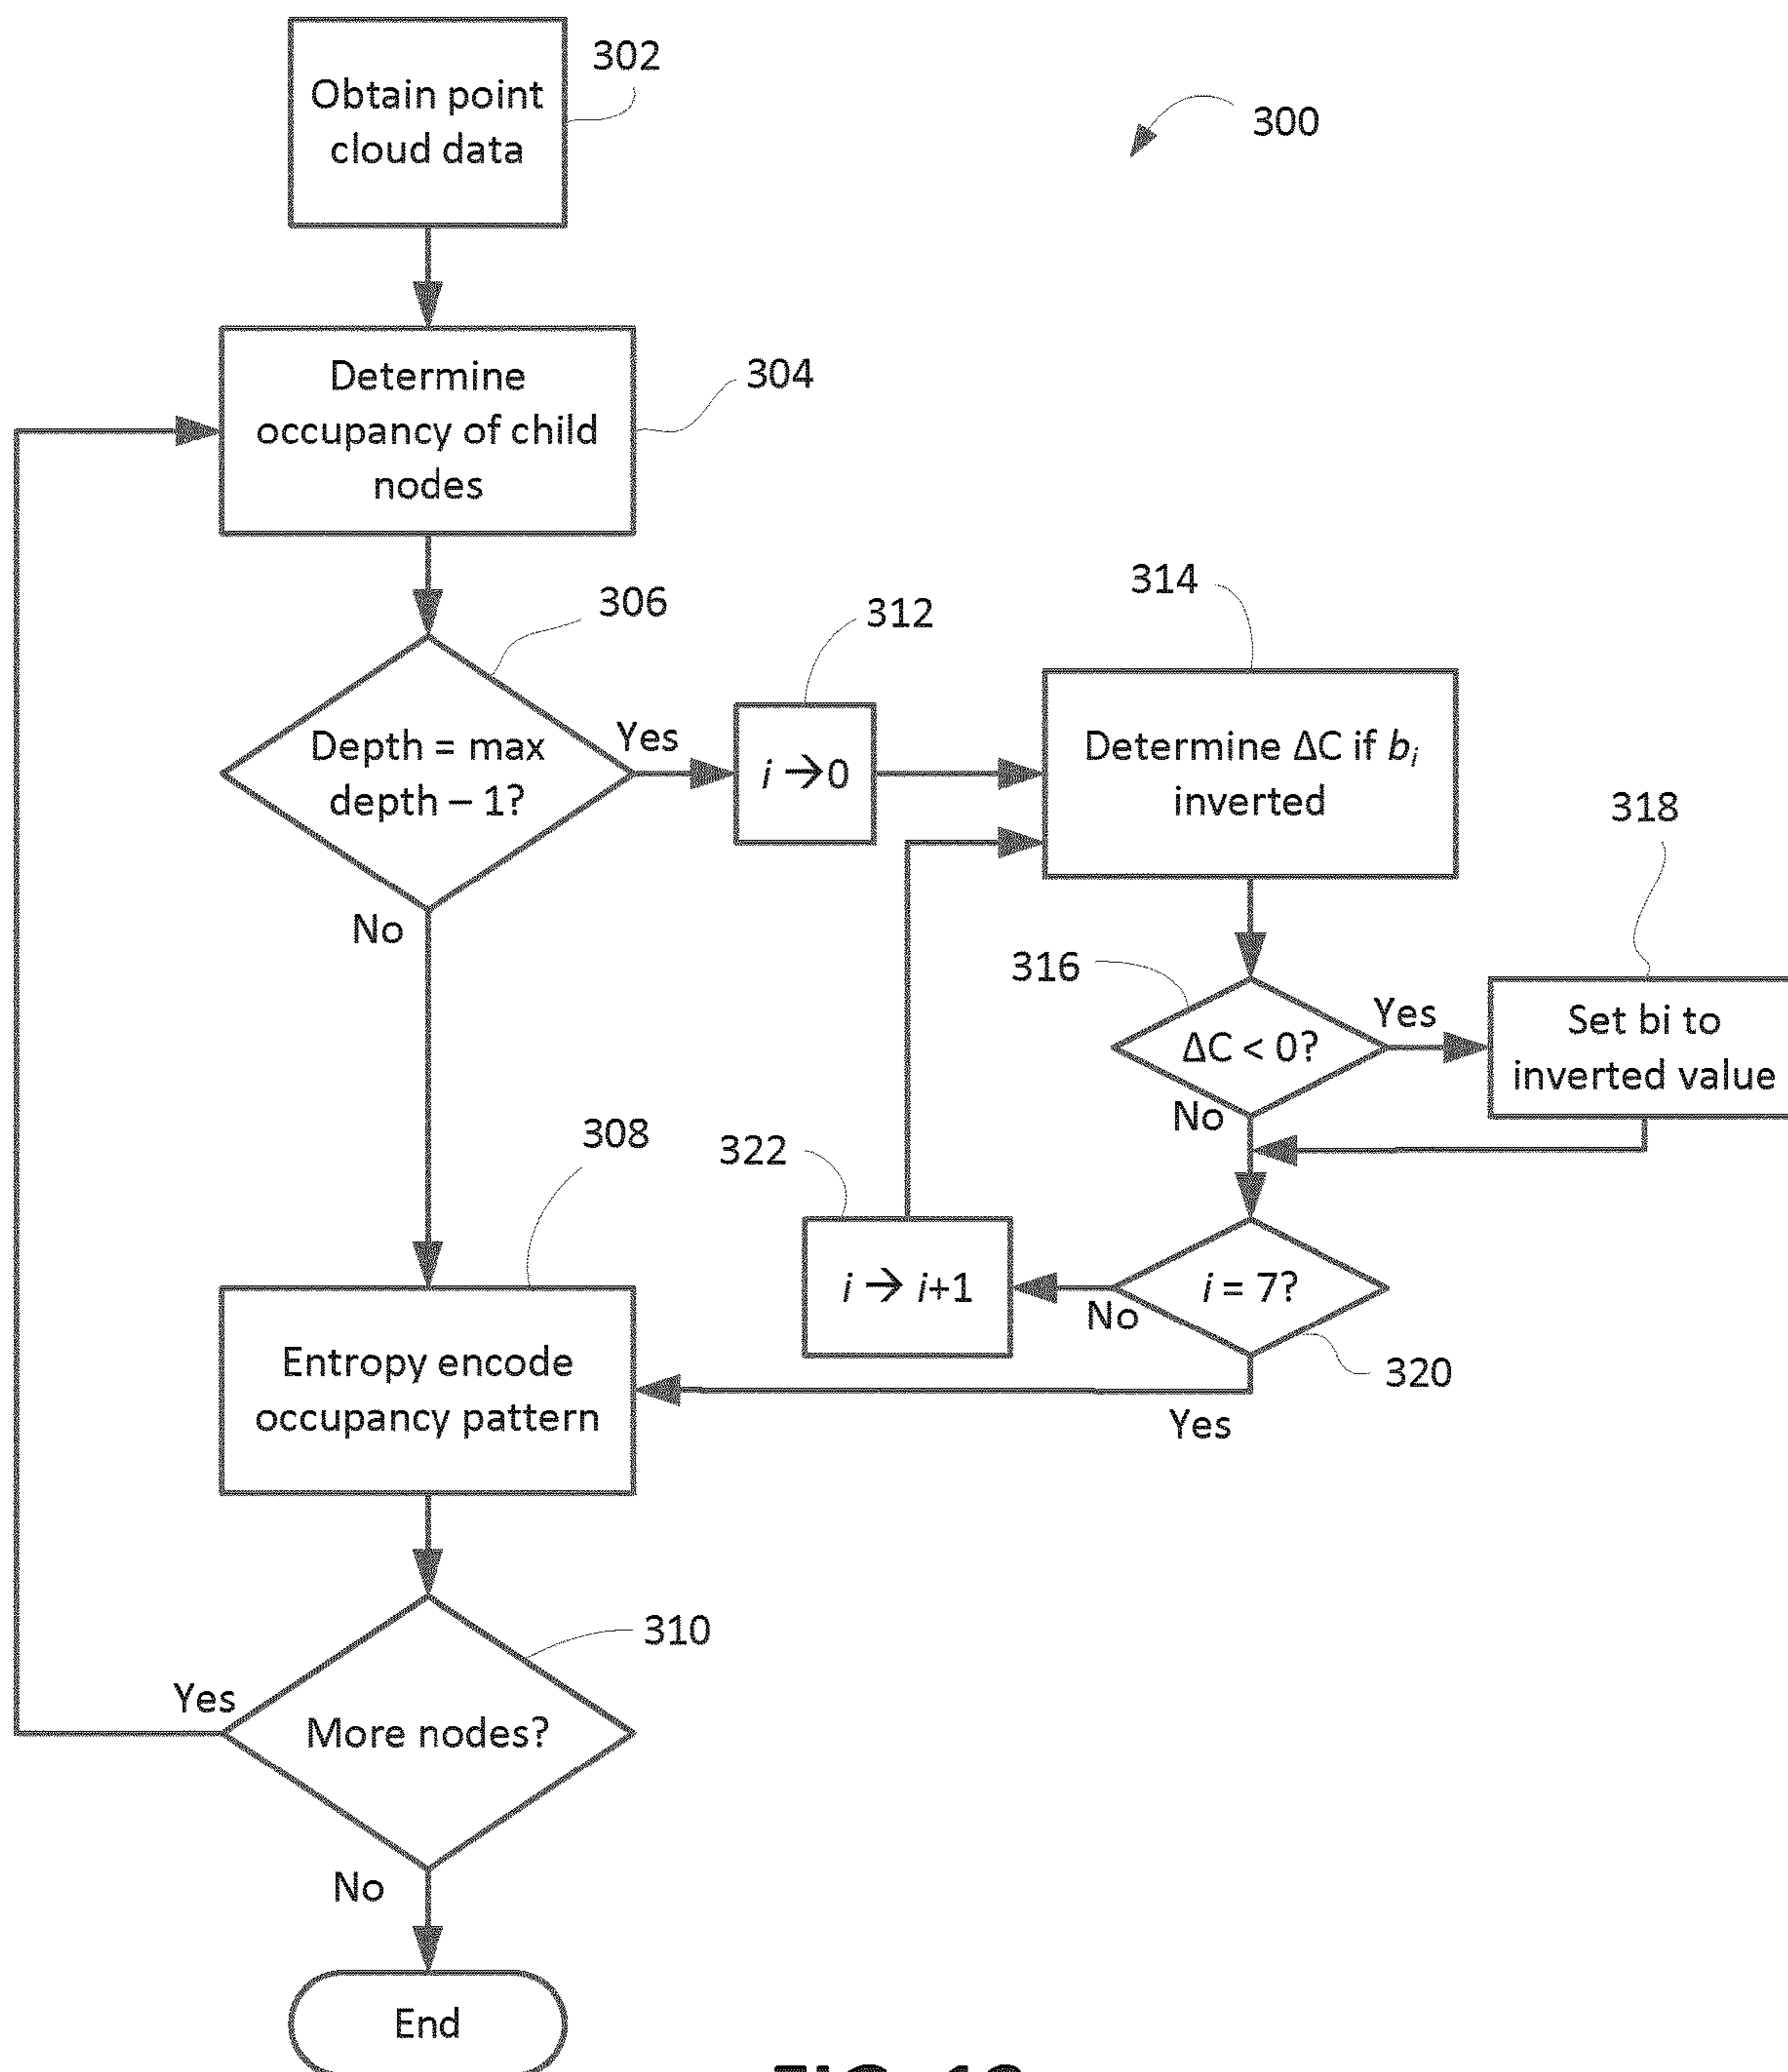 302
Obtain point
cloud data
300
Determine
occupancy of child
nodes
304
306
312
314
Depth = max
depth – 1?
Yes
i →0
Determine ΔC if bᵢ
inverted
318
No
316
ΔC < 0?
Yes
Set bi to
inverted value
No
308
322
i → i+1
No
i = 7?
320
Entropy encode
occupancy pattern
Yes
310
Yes
More nodes?
No
End